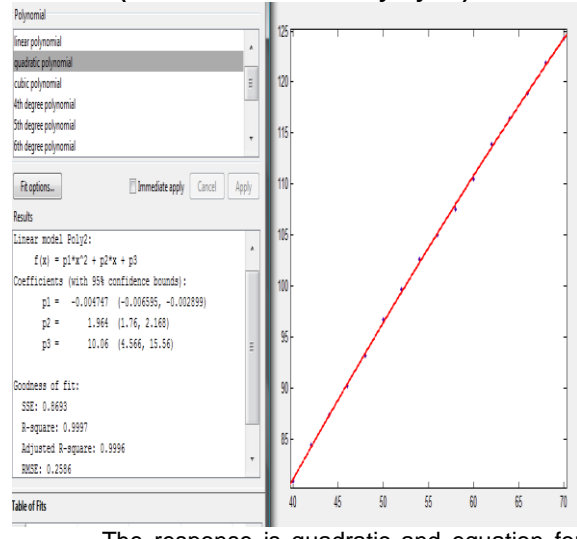 Polynomial
linear polynomial
quadratic polynomial
cubic polynomial
4th degree polynomial
5th degree polynomial
6th degree polynomial
Fit options...
Immediate apply
Cancel
Apply
Results
Linear model Poly2:
f(x) = p1*x^2 + p2*x + p3
Coefficients (with 95% confidence bounds):
p1 = -0.004747 (-0.006595, -0.002899)
p2 = 1.964 (1.76, 2.168)
p3 = 10.06 (4.566, 15.56)
Goodness of fit:
SSE: 0.8693
R-square: 0.9997
Adjusted R-square: 0.9996
RMSE: 0.2586
Table of Fits
125
120
115
110
105
100
95
90
85
40 45 50 55 60 65 70
The response is quadratic and equation for